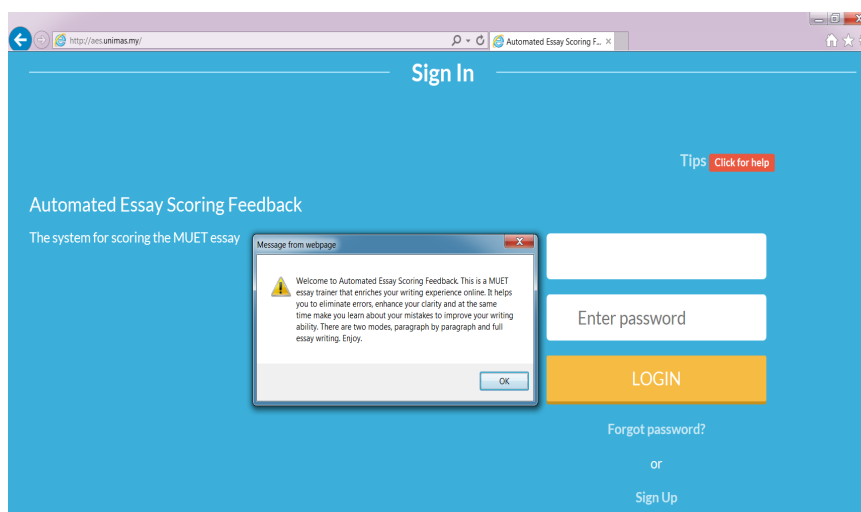 http://aes.unimas.my/
Automated Essay Scoring F...
Sign In
Tips Click for help
Automated Essay Scoring Feedback
The system for scoring the MUET essay
Message from webpage
Welcome to Automated Essay Scoring Feedback. This is a MUET
essay trainer that enriches your writing experience online. It helps
you to eliminate errors, enhance your clarity and at the same
time make you learn about your mistakes to improve your writing
ability. There are two modes, paragraph by paragraph and full
essay writing. Enjoy.
OK
Enter password
LOGIN
Forgot password?
or
Sign Up